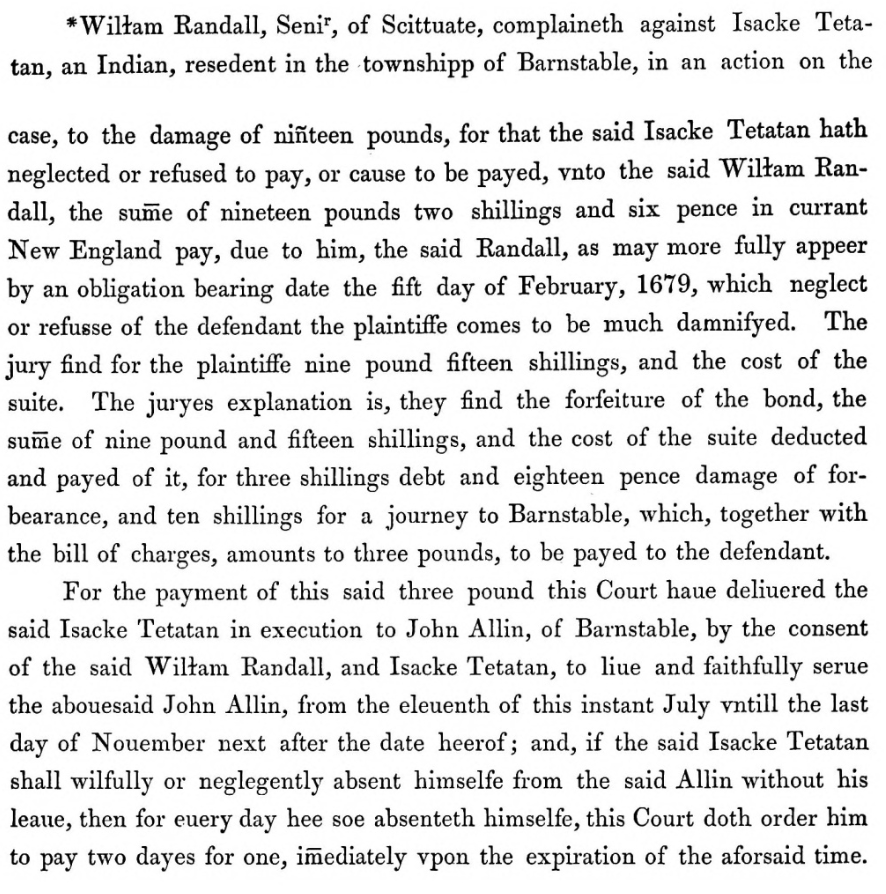 *Wiłłam Randall, Senir, of Scittuate, complaineth against Isacke Teta-
tan, an Indian, resedent in the townshipp of Barnstable, in an action on the
case, to the damage of niñteen pounds, for that the said Isacke Tetatan hath
neglected or refused to pay, or cause to be payed, vnto the said Wiłłam Ran-
dall, the sum̅e of nineteen pounds two shillings and six pence in currant
New England pay, due to him, the said Randall, as may more fully appeer
by an obligation bearing date the fift day of February, 1679, which neglect
or refusse of the defendant the plaintiffe comes to be much damnifyed. The
jury find for the plaintiffe nine pound fifteen shillings, and the cost of the
suite. The juryes explanation is, they find the forfeiture of the bond, the
sum̅e of nine pound and fifteen shillings, and the cost of the suite deducted
and payed of it, for three shillings debt and eighteen pence damage of for-
bearance, and ten shillings for a journey to Barnstable, which, together with
the bill of charges, amounts to three pounds, to be payed to the defendant.
For the payment of this said three pound this Court haue deliuered the
said Isacke Tetatan in execution to John Allin, of Barnstable, by the consent
of the said Wiłłam Randall, and Isacke Tetatan, to liue and faithfully serue
the abouesaid John Allin, from the eleuenth of this instant July vntill the last
day of Nouember next after the date heerof; and, if the said Isacke Tetatan
shall wilfully or neglegently absent himselfe from the said Allin without his
leaue, then for euery day hee soe absenteth himselfe, this Court doth order him
to pay two dayes for one, im̅ediately vpon the expiration of the aforsaid time.